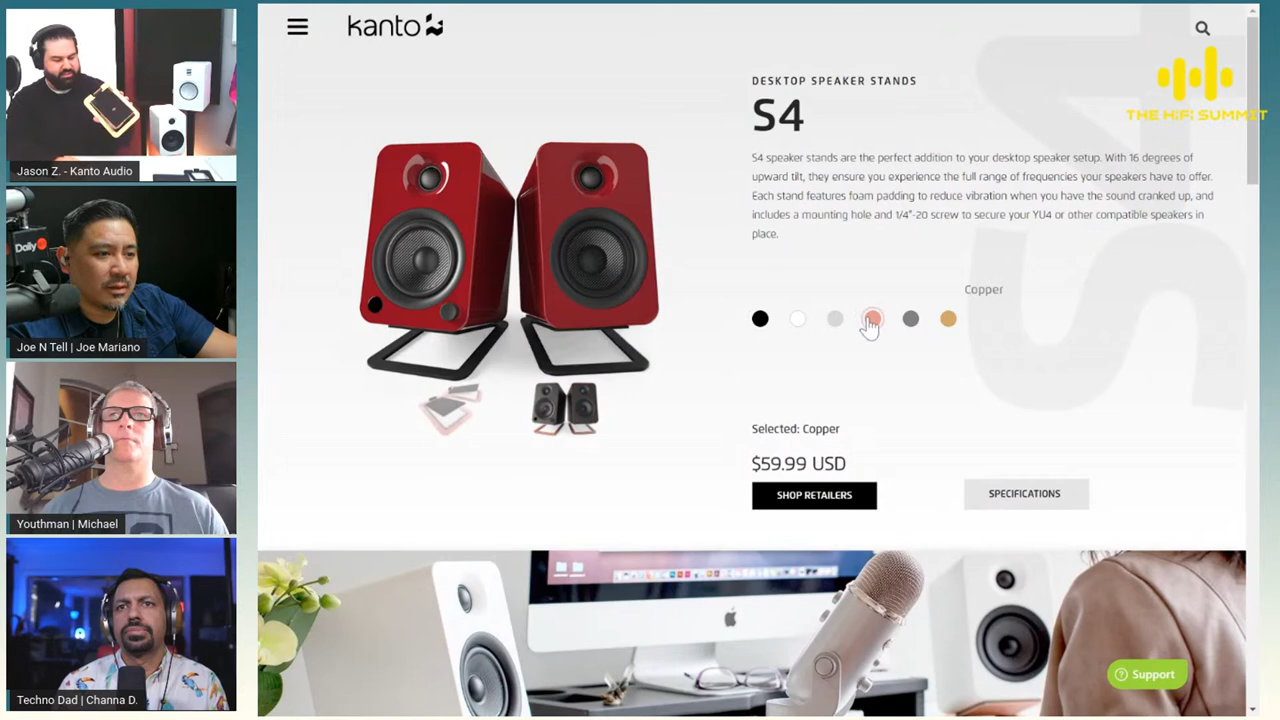 Jason Z. - Kanto Audio
Daily
Joe N Tell | Joe Mariano
Youthman | Michael
Techno Dad | Channa D.
kanto
THE HIFI SUMMIT
S4
DESKTOP SPEAKER STANDS
S4
S4 speaker stands are the perfect addition to your desktop speaker setup. With 16 degrees of
upward tilt, they ensure you experience the full range of frequencies your speakers have to offer.
Each stand features foam padding to reduce vibration when you have the sound cranked up, and
includes a mounting hole and 1/4"-20 screw to secure your YU4 or other compatible speakers in
place.
Copper
Selected: Copper
$59.99 USD
SHOP RETAILERS
SPECIFICATIONS
Support